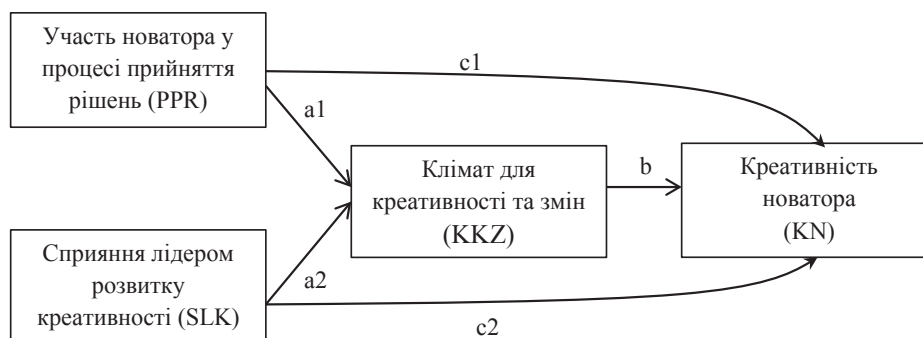 Участь новатора у
процесі прийняття
рішень (PPR)
c1
a1
Клімат для
креативності та змін
(KKZ)
b
Креативність
новатора
(KN)
Сприяння лідером
розвитку
креативності (SLK)
a2
c2